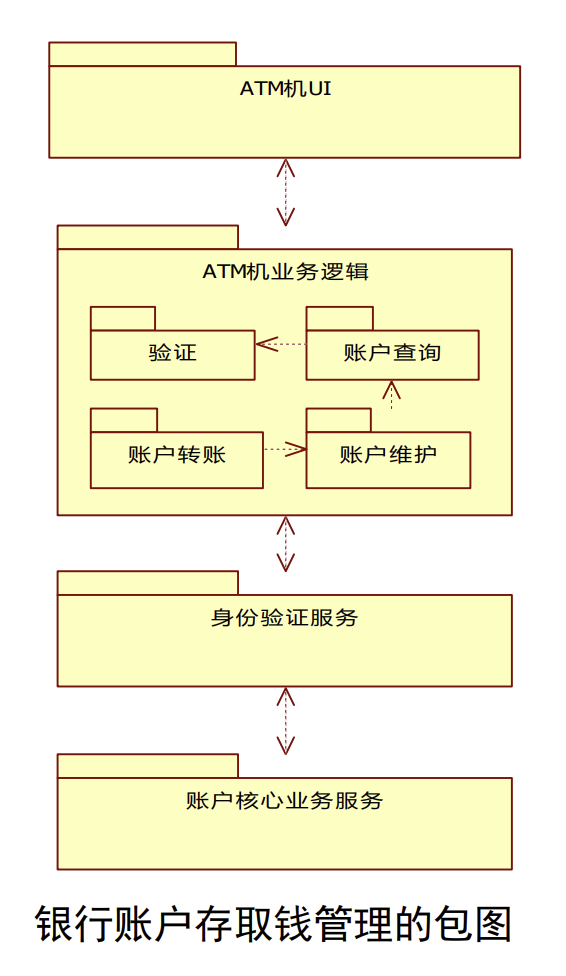 ATM机UI
ATM机业务逻辑
验证
账户查询
账户转账
账户维护
身份验证服务
账户核心业务服务
银行账户存取钱管理的包图